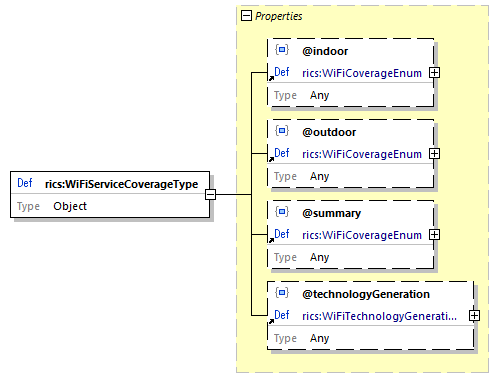 Properties
@indoor
Def rics:WiFiCoverageEnum
Type Any
@outdoor
Def rics:WiFiCoverageEnum
Type Any
Def rics:WiFiServiceCoverageType
Type Object
@summary
Def rics:WiFiCoverageEnum
Type Any
@technologyGeneration
Def rics:WiFiTechnologyGenerati...
Type Any